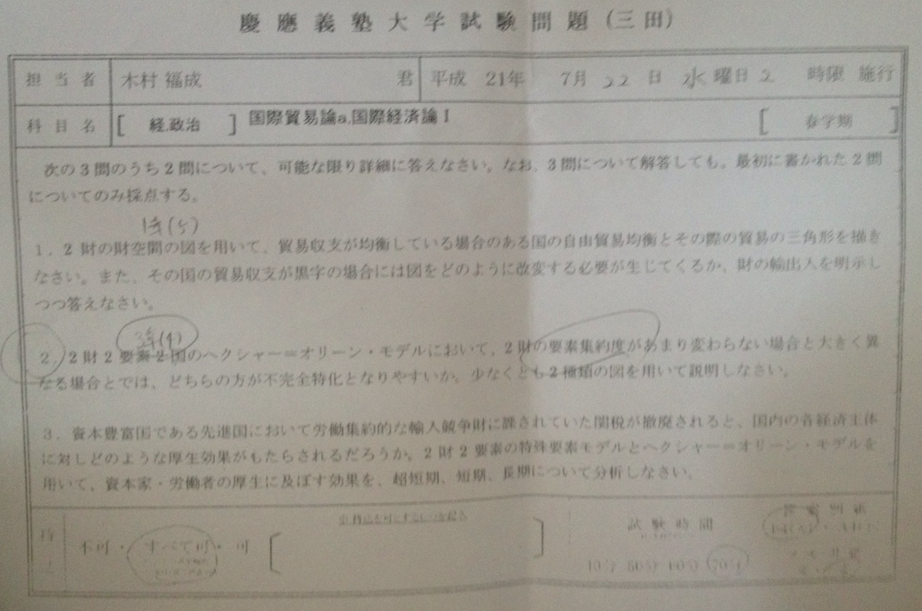 慶應義塾大学試験問題(三田)
担当者 木村 福成 君 平成 21年 7月 22 日 水 曜日 2 時限 施行
科目名 [ 経,政治 ] 国際貿易論a,国際経済論Ⅰ [ 春学期 ]
次の3問のうち2問について、可能な限り詳細に答えなさい。なお、3問について解答しても、最初に書かれた2問
についてのみ採点する。
1.2財の財空間の図を用いて、貿易収支が均衡している場合のある国の自由貿易均衡とその際の貿易の三角形を描き
なさい。また、その国の貿易収支が黒字の場合には図をどのように改変する必要が生じてくるか、財の輸出入を明示し
つつ答えなさい。
2.2財2要素2国のヘクシャー=オリーン・モデルにおいて、2財の要素集約度があまり変わらない場合と大きく異
なる場合とでは、どちらの方が不完全特化となりやすいか。少なくとも2種類の図を用いて説明しなさい。
3.資本豊富国である先進国において労働集約的な輸入競争財に課されていた関税が撤廃されると、国内の各経済主体
に対しどのような厚生効果がもたらされるだろうか。2財2要素の特殊要素モデルとヘクシャー=オリーン・モデルを
用いて、資本家・労働者の厚生に及ぼす効果を、超短期、短期、長期について分析しなさい。
持 不可・すべて可・可 [ ] 試験時間